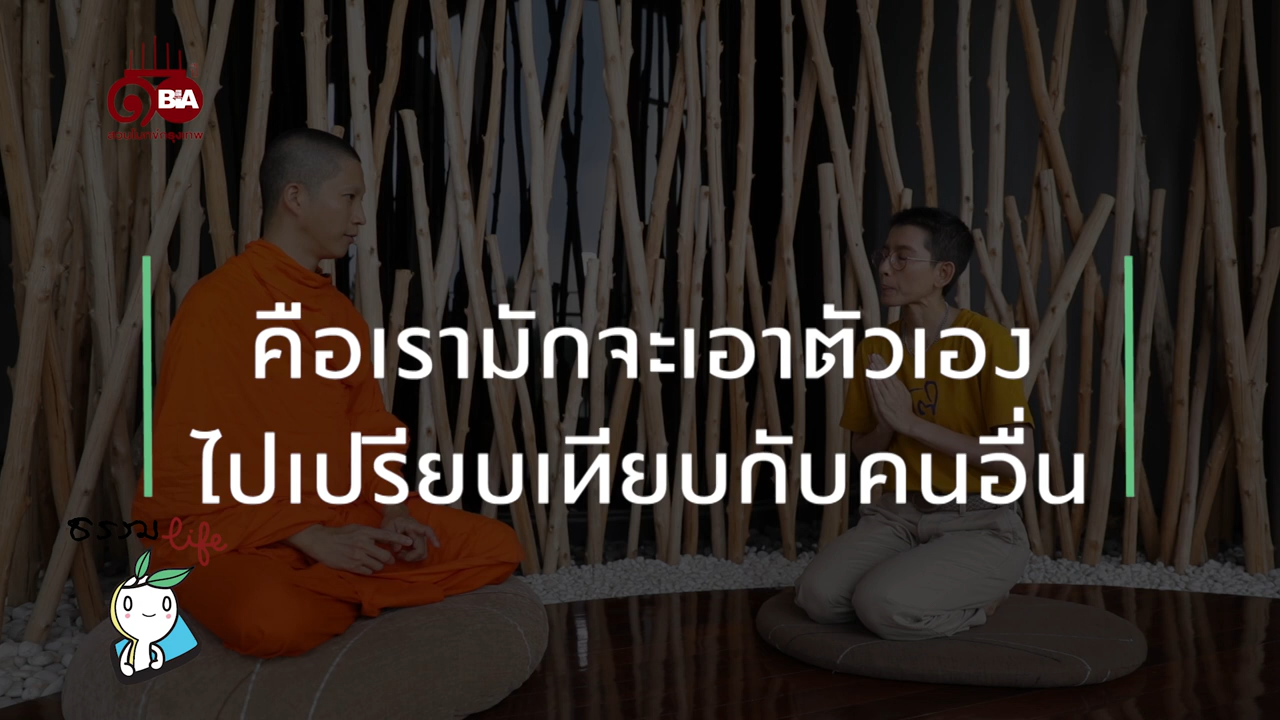 BIA
คือเรามักจะเอาตัวเอง
ไปเปรียบเทียบกับคนอื่น
ธรรมะ life